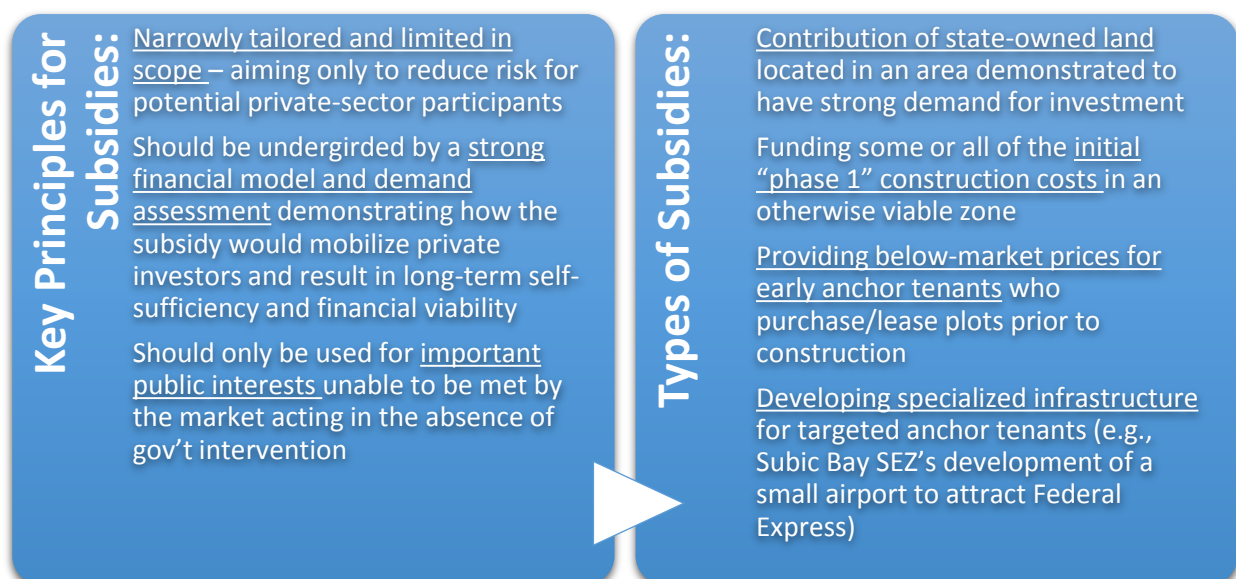 Key Principles for
Subsidies:
Narrowly tailored and limited in
scope – aiming only to reduce risk for
potential private-sector participants
Should be undergirded by a strong
financial model and demand
assessment demonstrating how the
subsidy would mobilize private
investors and result in long-term self-
sufficiency and financial viability
Should only be used for important
public interests unable to be met by
the market acting in the absence of
gov't intervention
Types of Subsidies:
Contribution of state-owned land
located in an area demonstrated to
have strong demand for investment
Funding some or all of the initial
“phase 1” construction costs in an
otherwise viable zone
Providing below-market prices for
early anchor tenants who
purchase/lease plots prior to
construction
Developing specialized infrastructure
for targeted anchor tenants (e.g.,
Subic Bay SEZ's development of a
small airport to attract Federal
Express)